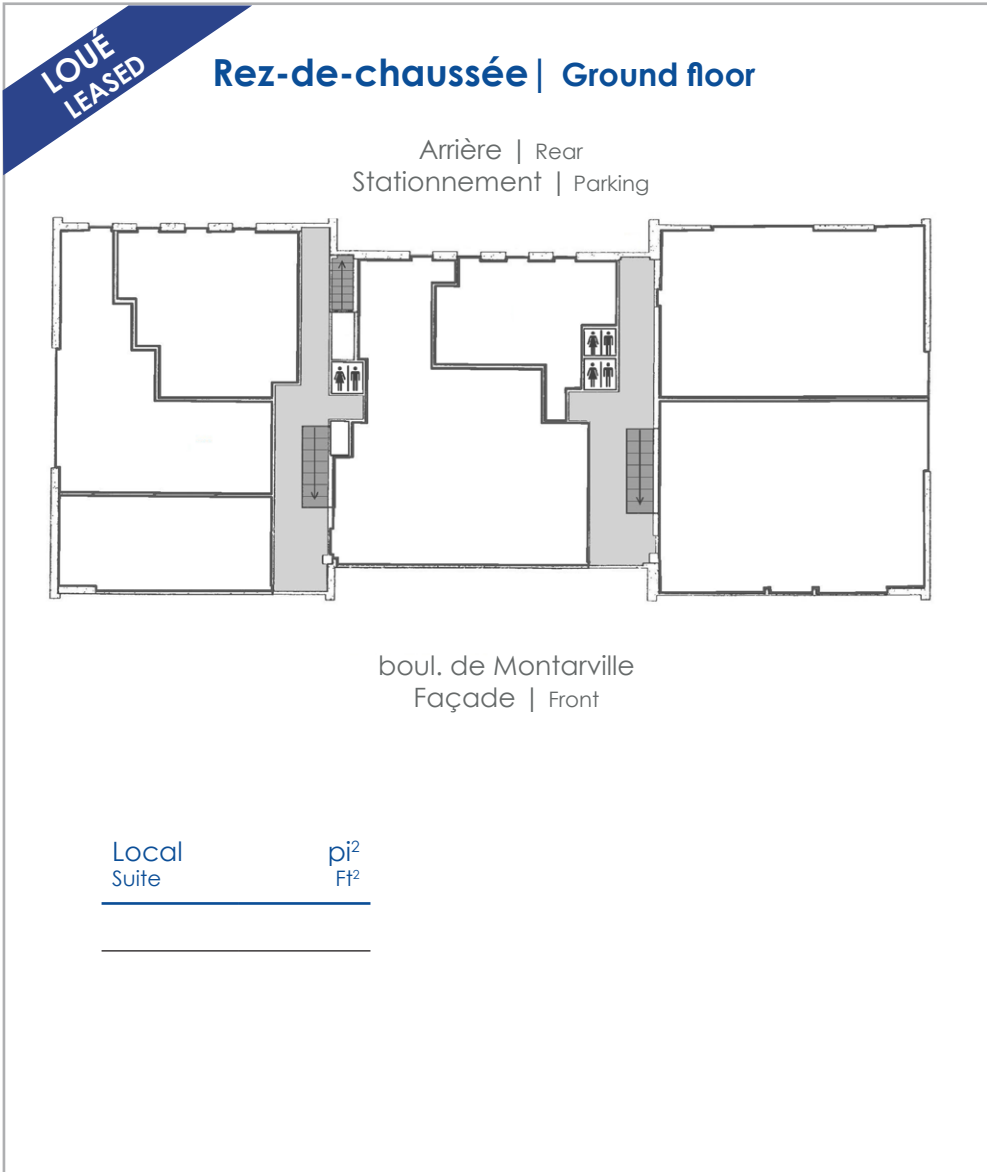 LOUÉ
LEASED
Rez-de-chaussée| Ground floor
Arrière | Rear
Stationnement | Parking
boul. de Montarville
Façade | Front
Local pi²
Suite Ft²